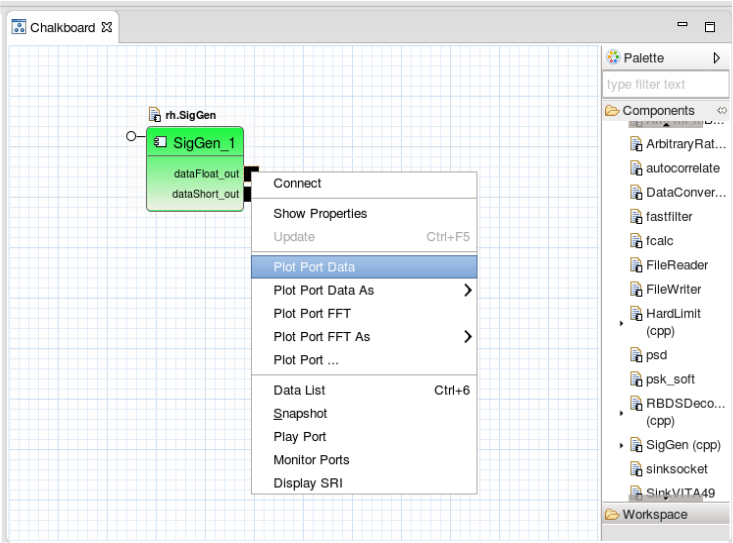 Chalkboard
Palette
type filter text
Components
rh.SigGen
SigGen_1
dataFloat_out
dataShort_out
Connect
Show Properties
Update Ctrl+F5
Plot Port Data
Plot Port Data As
Plot Port FFT
Plot Port FFT As
Plot Port ...
Data List Ctrl+6
Snapshot
Play Port
Monitor Ports
Display SRI
ArbitraryRat...
autocorrelate
DataConver...
fastfilter
fcalc
FileReader
FileWriter
HardLimit
(cpp)
psd
psk_soft
RBDSDeco...
(cpp)
SigGen (cpp)
sinksocket
SinkVITA49
Workspace